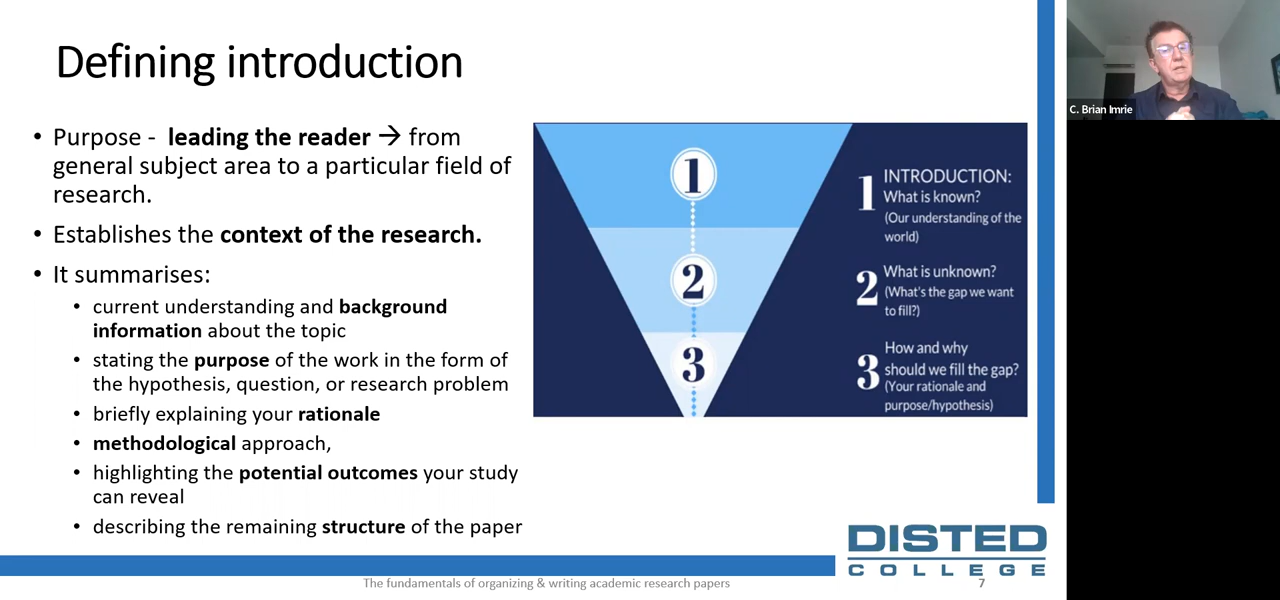 Defining introduction
• Purpose - leading the reader → from
general subject area to a particular field of
research.
• Establishes the context of the research.
• It summarises:
• current understanding and background
information about the topic
• stating the purpose of the work in the form of
the hypothesis, question, or research problem
• briefly explaining your rationale
• methodological approach,
• highlighting the potential outcomes your study
can reveal
• describing the remaining structure of the paper
1
2
3
1 INTRODUCTION:
What is known?
(Our understanding of the
world)
2 What is unknown?
(What's the gap we want
to fill?)
3 How and why
should we fill the gap?
(Your rationale and
purpose/hypothesis)
C. Brian Imrie
DISTED
COLLEGE
The fundamentals of organizing & writing academic research papers
7